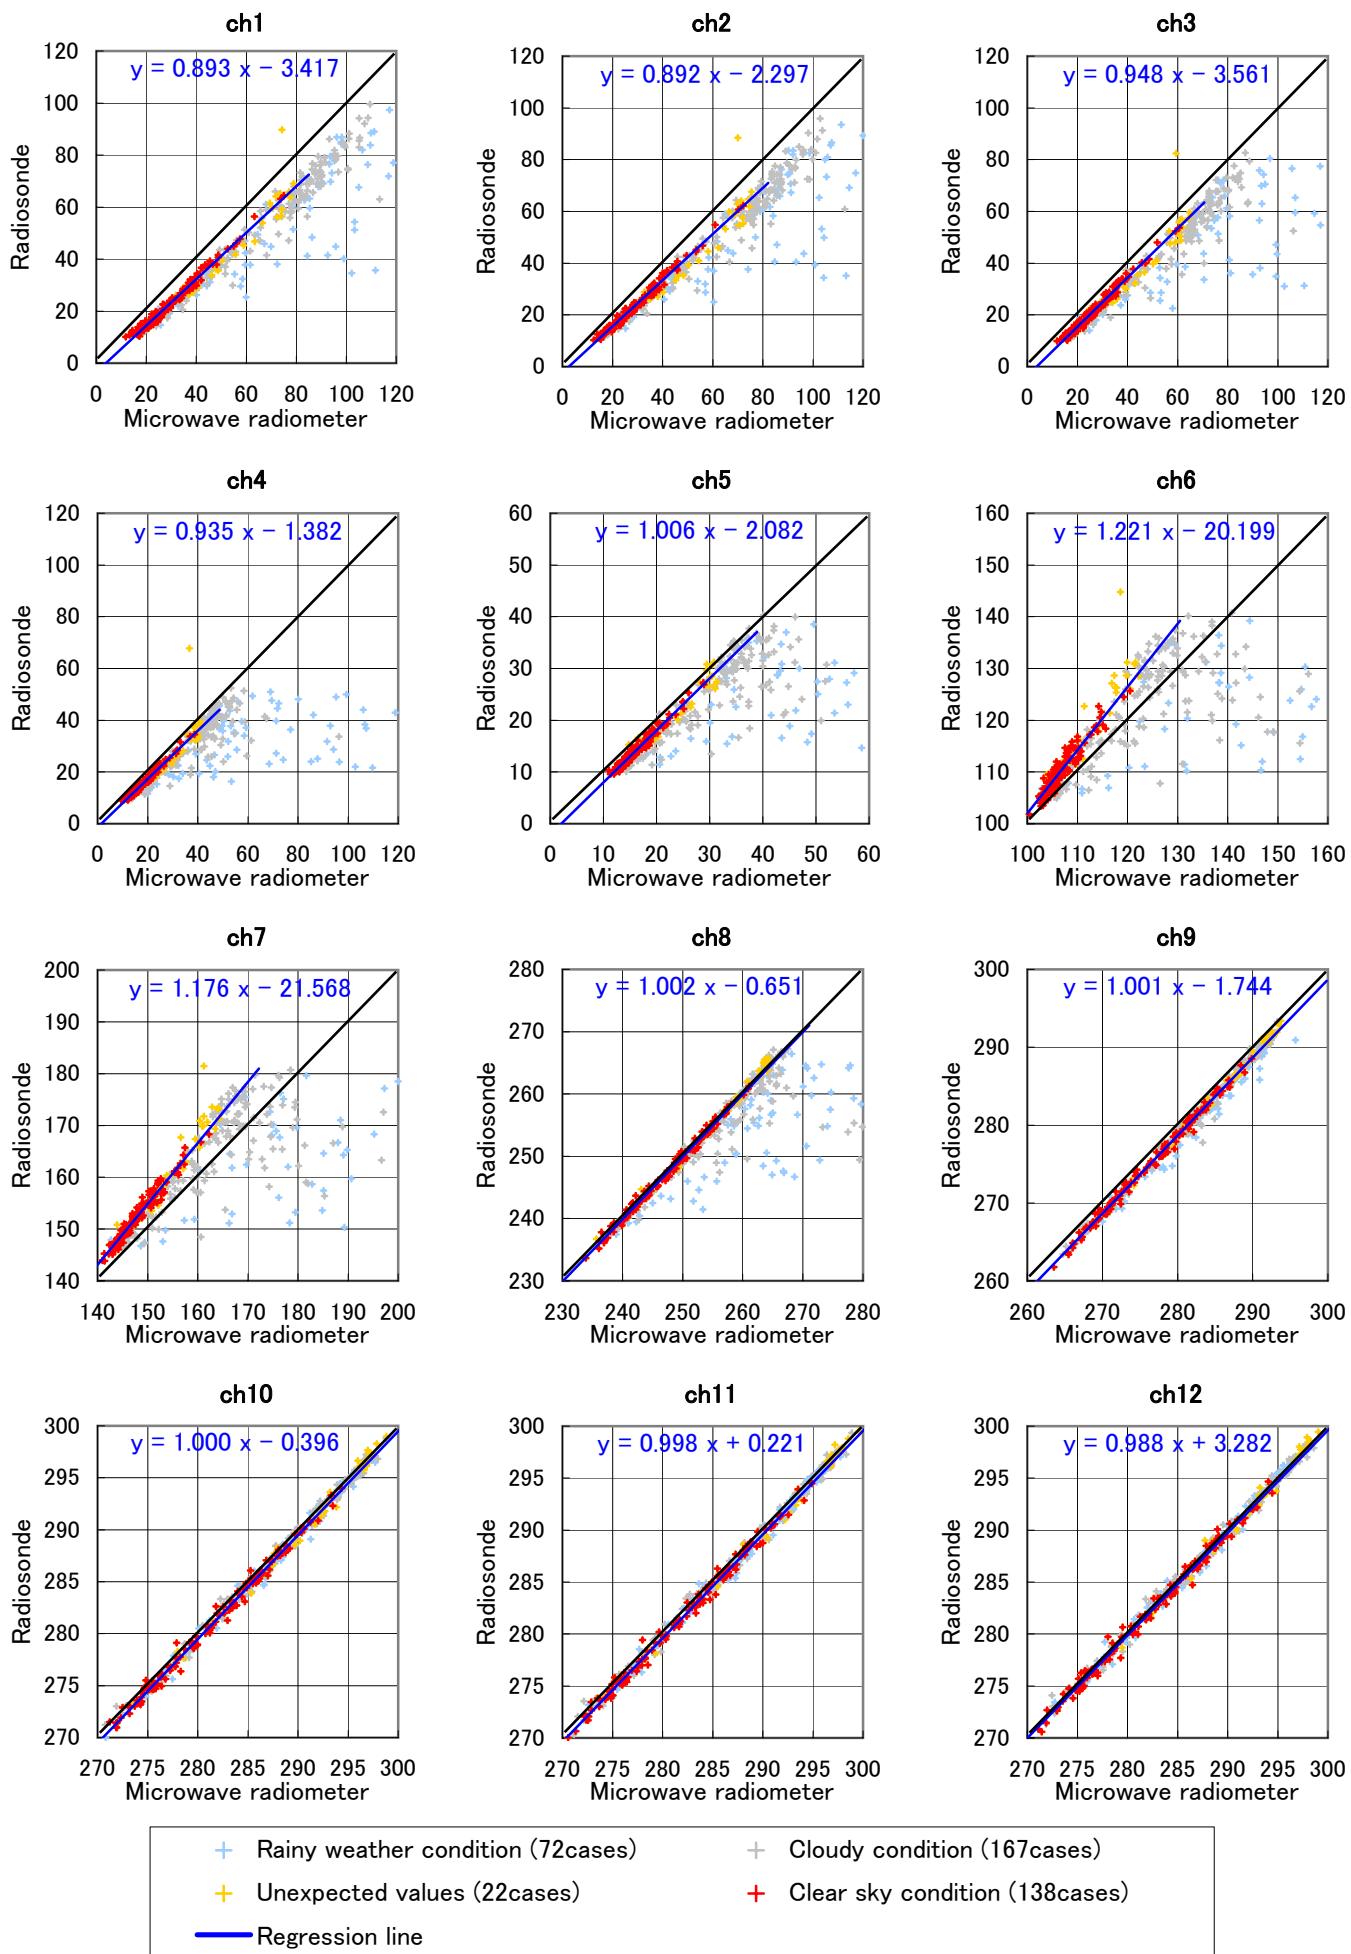 ch1
y = 0.893 x − 3.417
120
100
80
60
40
20
0
Radiosonde
0 20 40 60 80 100 120
Microwave radiometer
ch2
y = 0.892 x − 2.297
120
100
80
60
40
20
0
Radiosonde
0 20 40 60 80 100 120
Microwave radiometer
ch3
y = 0.948 x − 3.561
120
100
80
60
40
20
0
Radiosonde
0 20 40 60 80 100 120
Microwave radiometer
ch4
y = 0.935 x − 1.382
120
100
80
60
40
20
0
Radiosonde
0 20 40 60 80 100 120
Microwave radiometer
ch5
y = 1.006 x − 2.082
60
50
40
30
20
10
0
Radiosonde
0 10 20 30 40 50 60
Microwave radiometer
ch6
y = 1.221 x − 20.199
160
150
140
130
120
110
100
Radiosonde
100 110 120 130 140 150 160
Microwave radiometer
ch7
y = 1.176 x − 21.568
200
190
180
170
160
150
140
Radiosonde
140 150 160 170 180 190 200
Microwave radiometer
ch8
y = 1.002 x − 0.651
280
270
260
250
240
230
Radiosonde
230 240 250 260 270 280
Microwave radiometer
ch9
y = 1.001 x − 1.744
300
290
280
270
260
Radiosonde
260 270 280 290 300
Microwave radiometer
ch10
y = 1.000 x − 0.396
300
295
290
285
280
275
270
Radiosonde
270 275 280 285 290 295 300
Microwave radiometer
ch11
y = 0.998 x + 0.221
300
295
290
285
280
275
270
Radiosonde
270 275 280 285 290 295 300
Microwave radiometer
ch12
y = 0.988 x + 3.282
300
295
290
285
280
275
270
Radiosonde
270 275 280 285 290 295 300
Microwave radiometer
Rainy weather condition (72cases)
Cloudy condition (167cases)
Unexpected values (22cases)
Clear sky condition (138cases)
Regression line